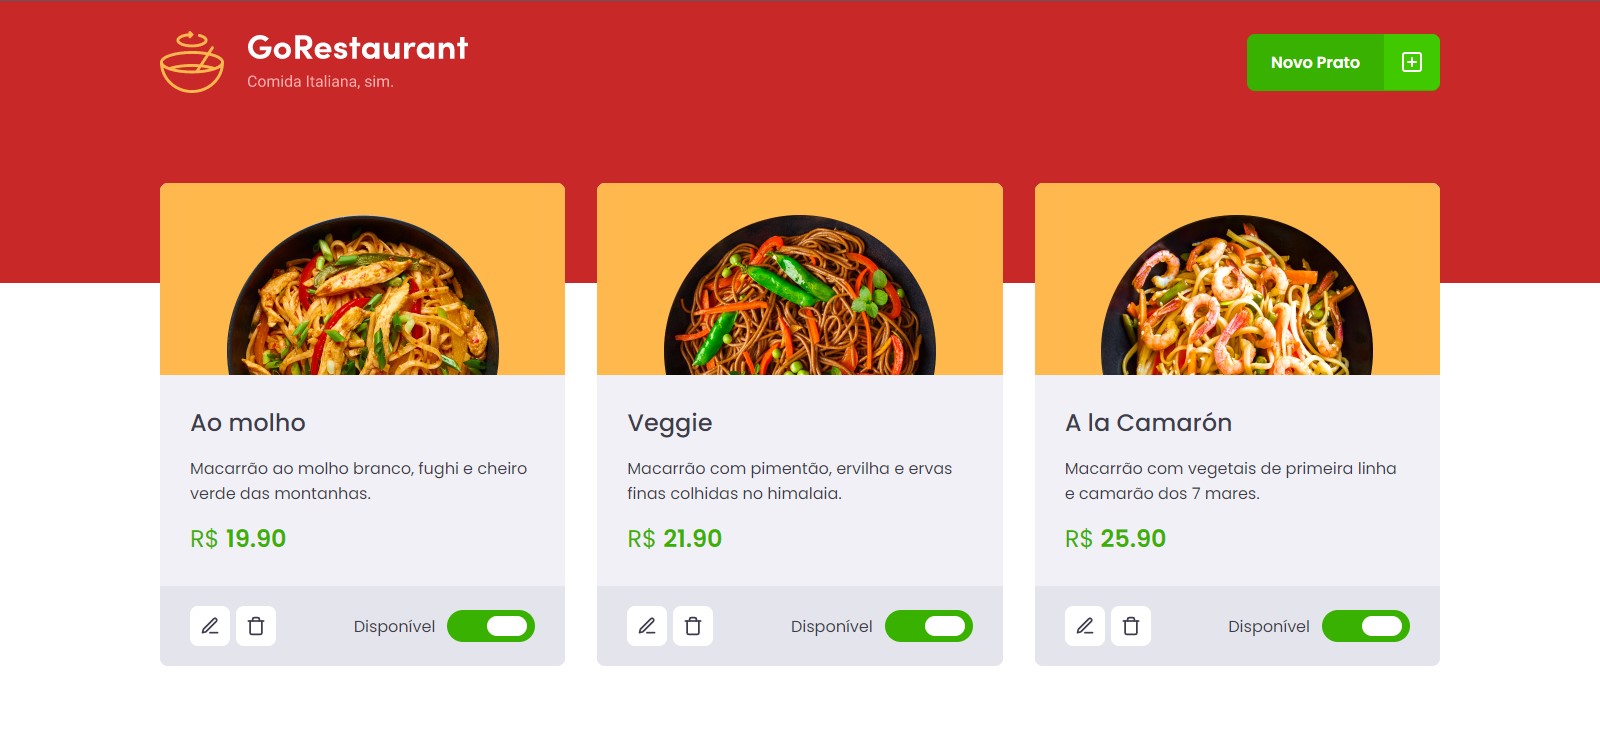 GoRestaurant
Comida Italiana, sim.
Novo Prato
Ao molho
Macarrão ao molho branco, fughi e cheiro
verde das montanhas.
R$ 19.90
Disponível
Veggie
Macarrão com pimentão, ervilha e ervas
finas colhidas no himalaia.
R$ 21.90
Disponível
A la Camarón
Macarrão com vegetais de primeira linha
e camarão dos 7 mares.
R$ 25.90
Disponível